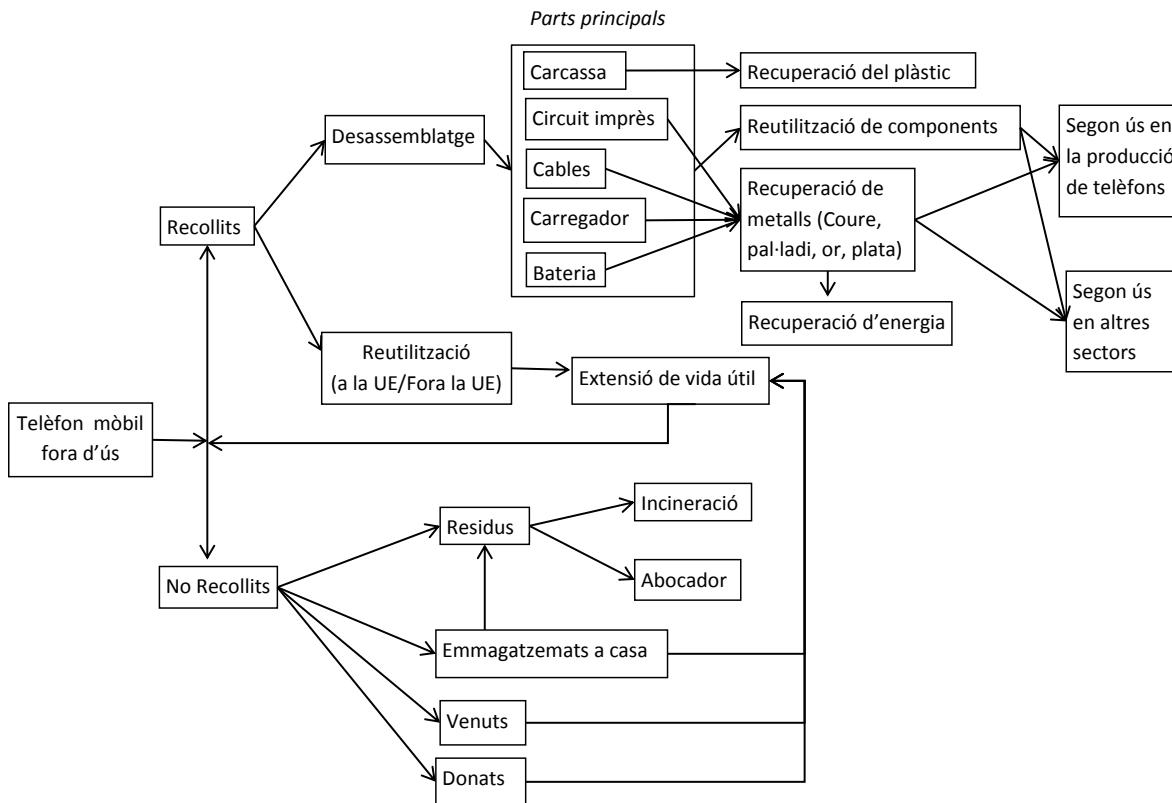 Parts principals
Carcassa
Recuperació del plàstic
Circuit imprès
Reutilització de components
Desassemblatge
Segon ús en
la producció
de telèfons
Cables
Recuperació de
metalls (Coure,
pal·ladi, or, plata)
Carregador
Recollits
Bateria
Segon ús
en altres
sectors
Recuperació d’energia
Reutilització
(a la UE/Fora la UE)
Extensió de vida útil
Telèfon mòbil
fora d’ús
Incineració
Residus
Abocador
No Recollits
Emmagatzemats a casa
Venuts
Donats